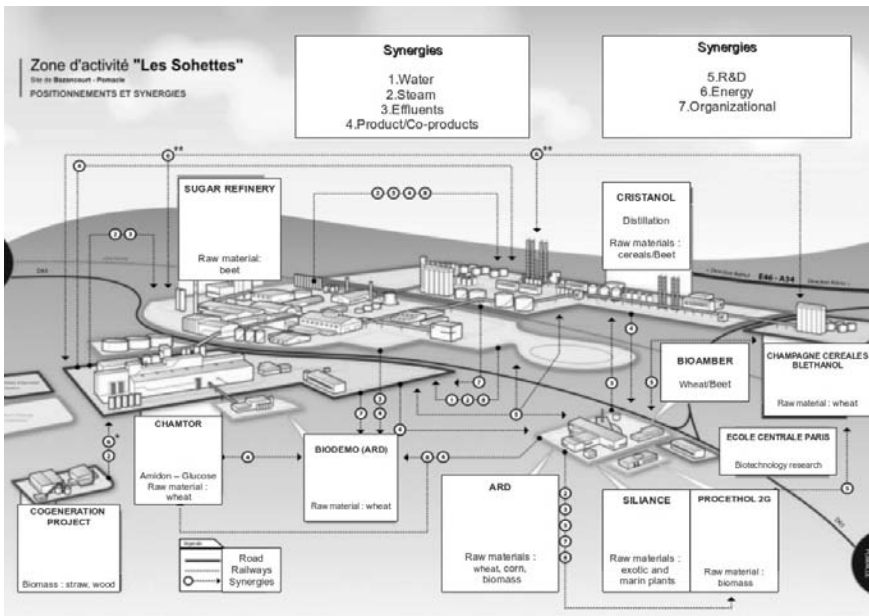 Zone d'activité "Les Sohettes"
Site de Bazancourt - Pomacle
POSITIONNEMENTS ET SYNERGIES
Synergies
1.Water
2.Steam
3.Effluents
4.Product/Co-products
Synergies
5.R&D
6.Energy
7.Organizational
SUGAR REFINERY
Raw material:
beet
CRISTANOL
Distillation
Raw materials :
cereals/Beet
E46 - A34
BIOAMBER
Wheat/Beet
CHAMPAGNE CEREALES
BLETHANOL
Raw material : wheat
ECOLE CENTRALE PARIS
Biotechnology research
CHAMTOR
Amidon – Glucose
Raw material :
wheat
BIODEMO (ARD)
Raw material : wheat
ARD
Raw materials :
wheat, corn,
biomass
SILIANCE
Raw materials :
exotic and
marin plants
PROCETHOL 2G
Raw material :
biomass
COGENERATION
PROJECT
Biomass : straw, wood
Road
Railways
Synergies